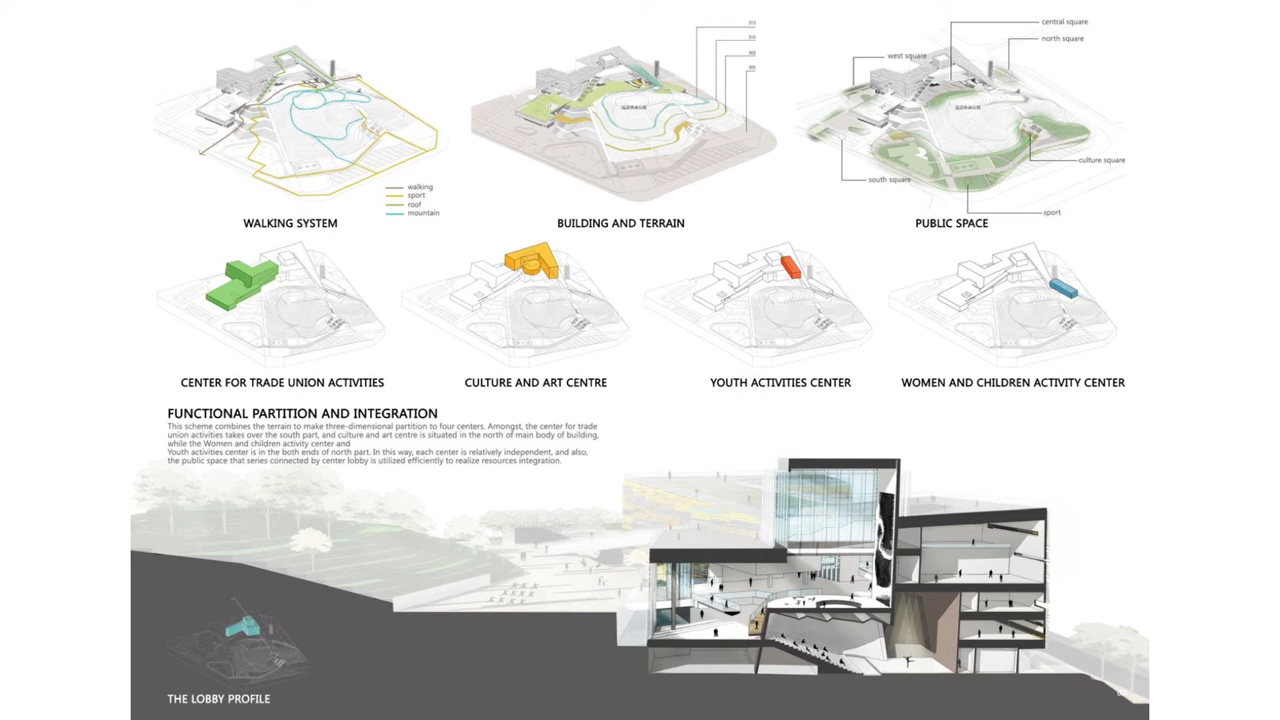 central square
north square
west square
culture square
south square
sport
walking
sport
roof
mountain
WALKING SYSTEM
BUILDING AND TERRAIN
PUBLIC SPACE
CENTER FOR TRADE UNION ACTIVITIES
CULTURE AND ART CENTRE
YOUTH ACTIVITIES CENTER
WOMEN AND CHILDREN ACTIVITY CENTER
FUNCTIONAL PARTITION AND INTEGRATION
This scheme combines the terrain to make three-dimensional partition to four centers. Amongst, the center for trade
union activities takes over the south part, and culture and art centre is situated in the north of main body of building,
while the Women and children activity center and
Youth activities center is in the both ends of north part. In this way, each center is relatively independent, and also,
the public space that series connected by center lobby is utilized efficiently to realize resources integration.
THE LOBBY PROFILE